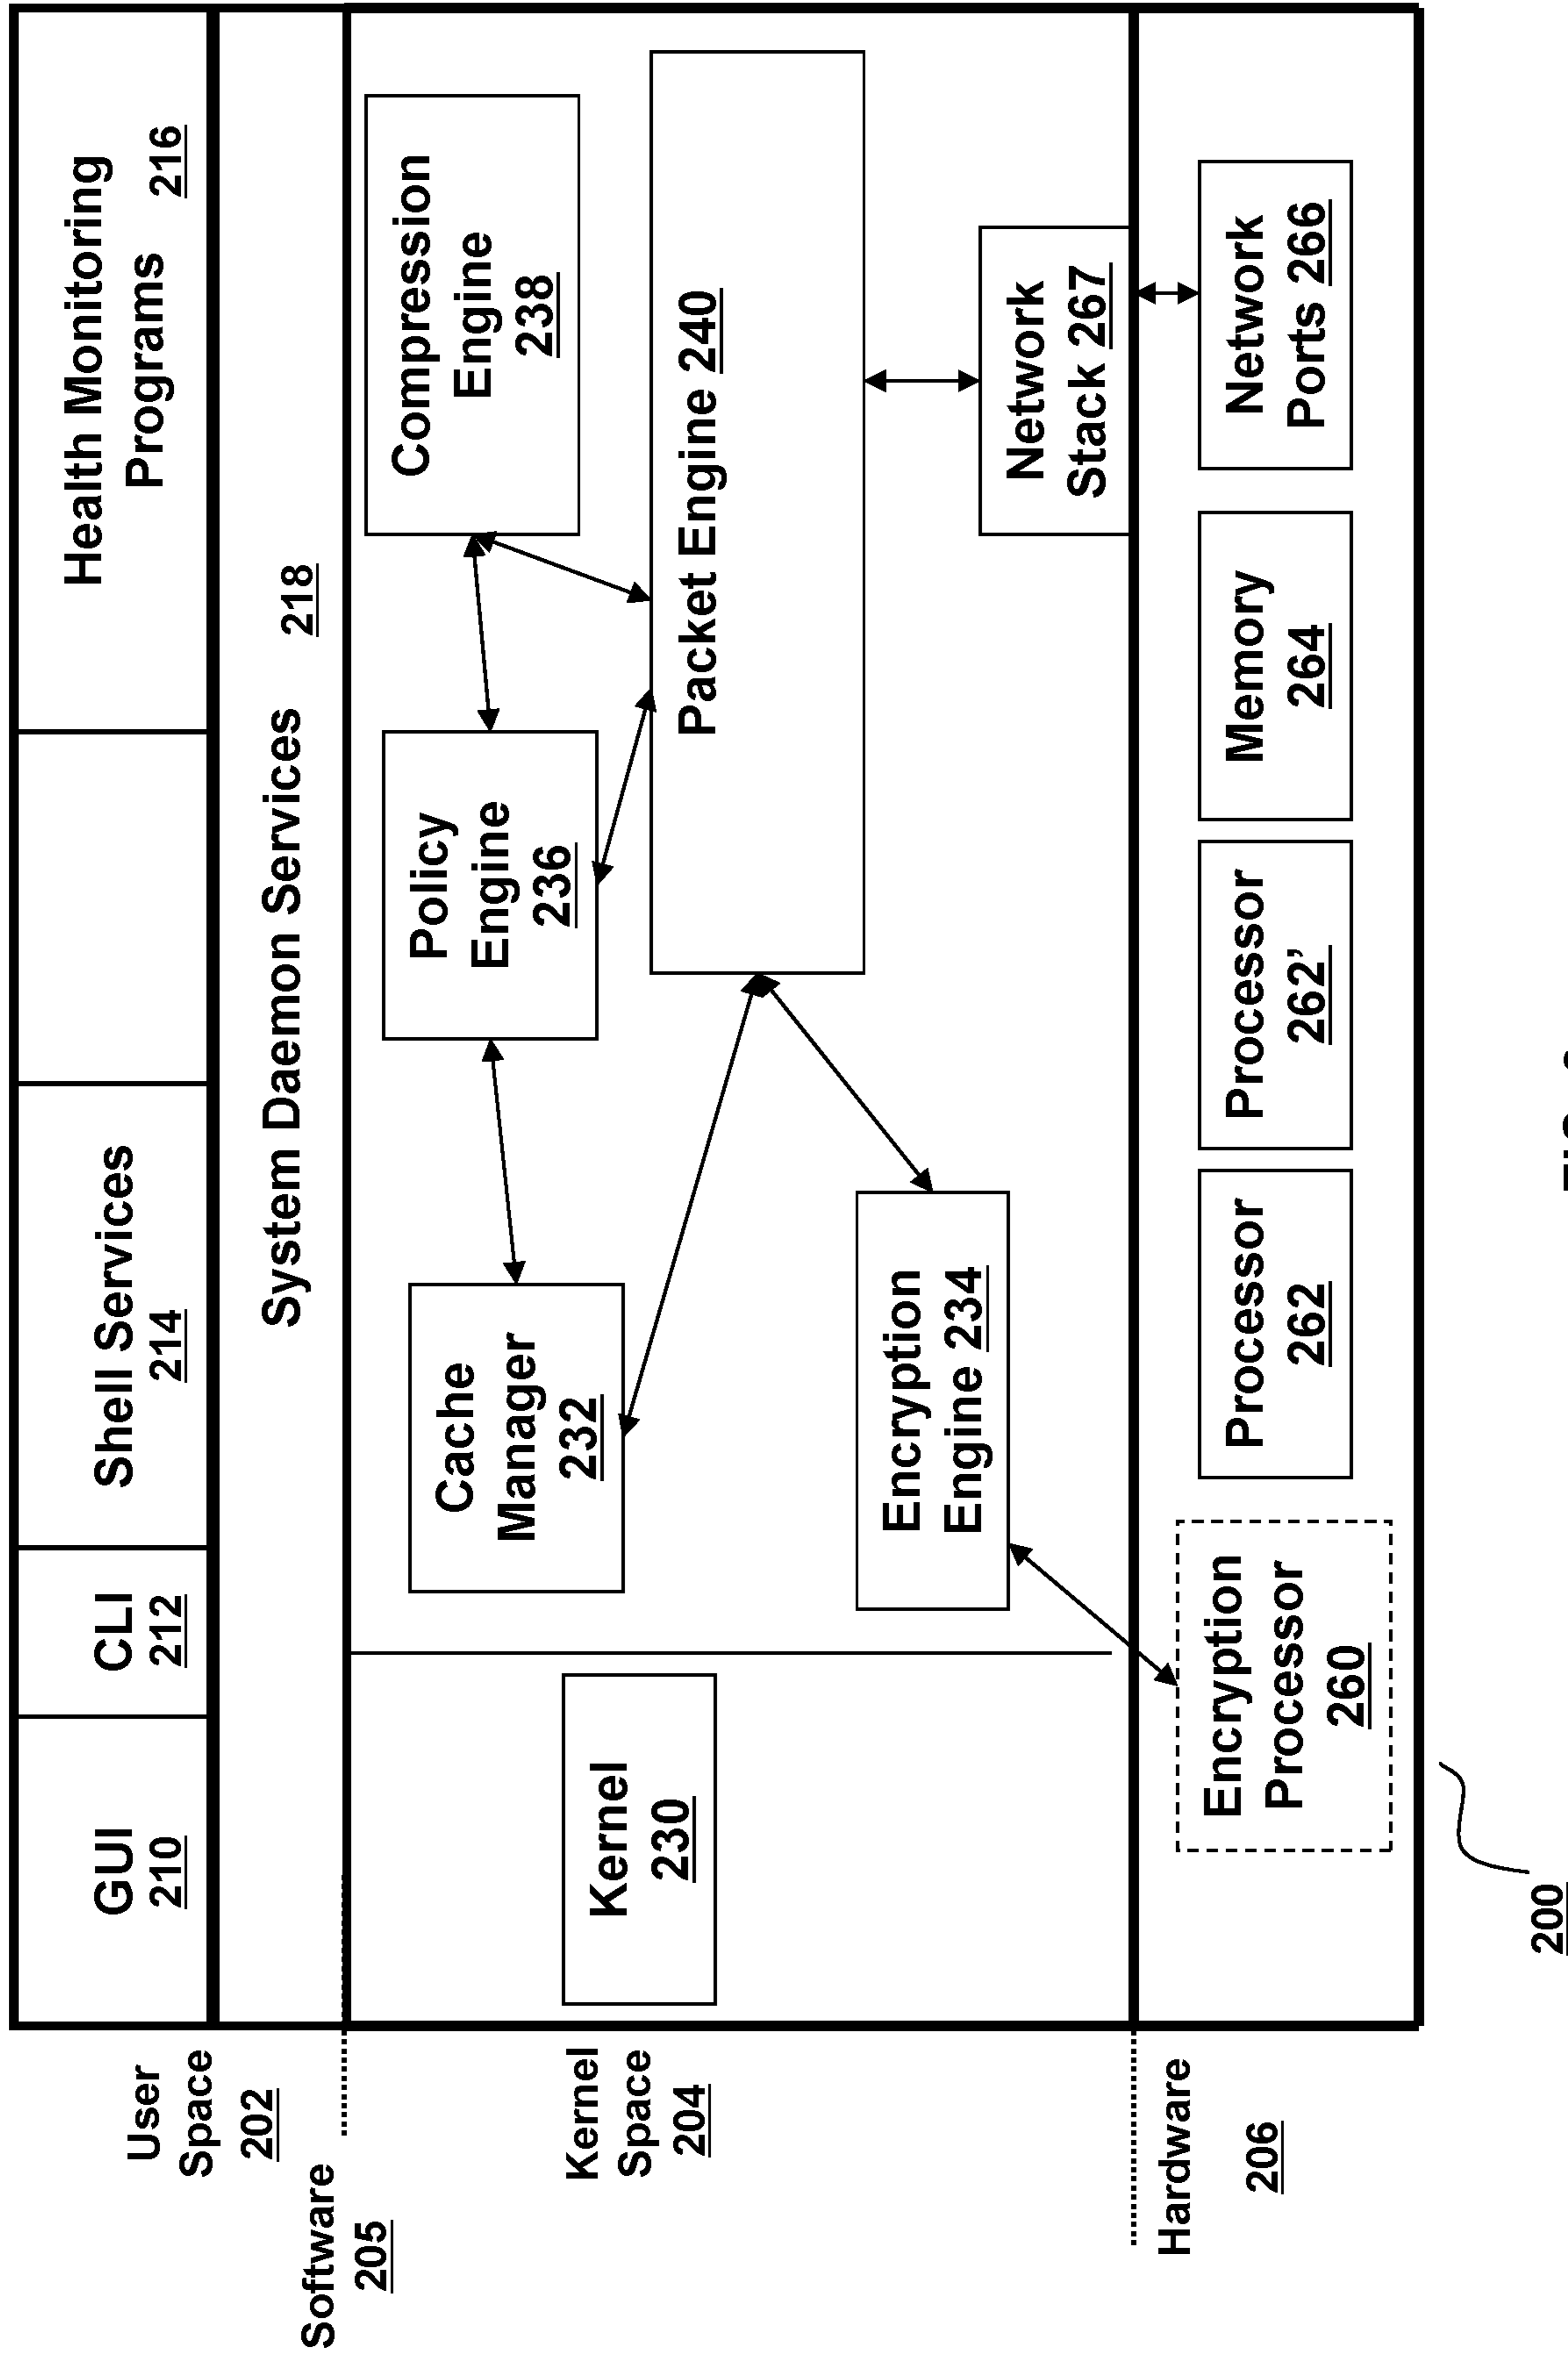 GUI
210
CLI
212
Shell Services
214
Health Monitoring
Programs 216
User
Space
202
System Daemon Services 218
Software
205
Kernel
Space
204
Kernel
230
Cache
Manager
232
Policy
Engine
236
Compression
Engine
238
Packet Engine 240
Encryption
Engine 234
Network
Stack 267
Hardware
206
Encryption
Processor
260
Processor
262
Processor
262’
Memory
264
Network
Ports 266
200